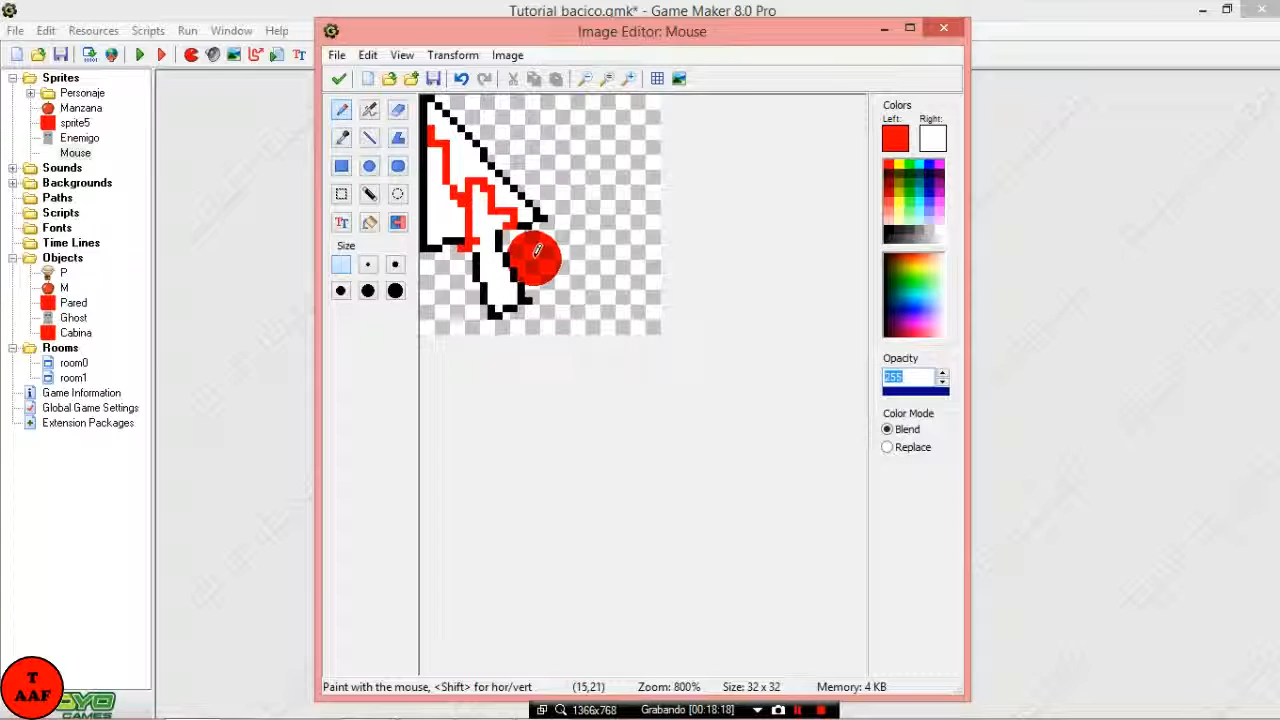 Tutorial bacico.gmk* - Game Maker 8.0 Pro
File Edit Resources Scripts Run Window Help
Image Editor: Mouse
File Edit View Transform Image
Sprites
Personaje
Manzana
sprite5
Enemigo
Mouse
Sounds
Backgrounds
Paths
Scripts
Fonts
Time Lines
Objects
P
M
Pared
Ghost
Cabina
Rooms
room0
room1
Game Information
Global Game Settings
Extension Packages
Size
Colors
Left: Right:
Opacity
255
Color Mode
Blend
Replace
T
AAF
GAMES
Paint with the mouse, <Shift> for hor/vert (15,21) Zoom: 800% Size: 32 x 32 Memory: 4 KB
1366x768 Grabando [00:18:18]